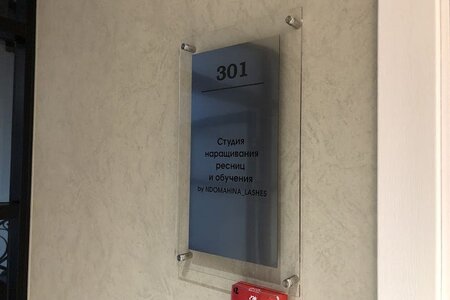 301
Студия
наращивания
ресниц
и обучения
by NDOMAHINA_LASHES